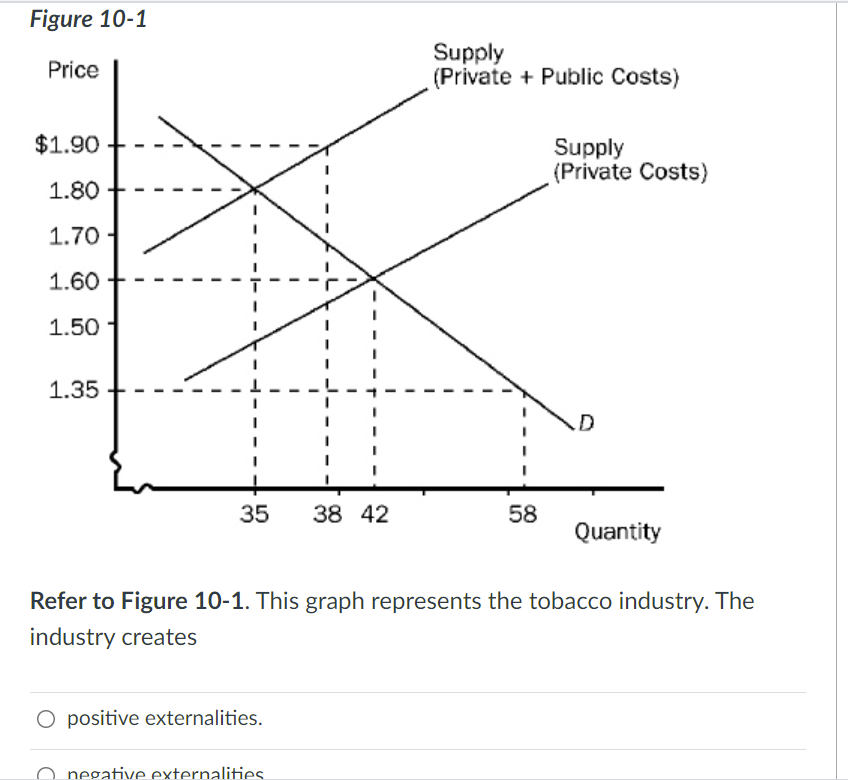 Figure 10-1
Supply
(Private + Public Costs)
Price
$1.90
Supply
(Private Costs)
1.80
1.70
1.60
1.50
1.35
D
35 38 42 58
Quantity
Refer to Figure 10-1. This graph represents the tobacco industry. The
industry creates
positive externalities.
negative externalities